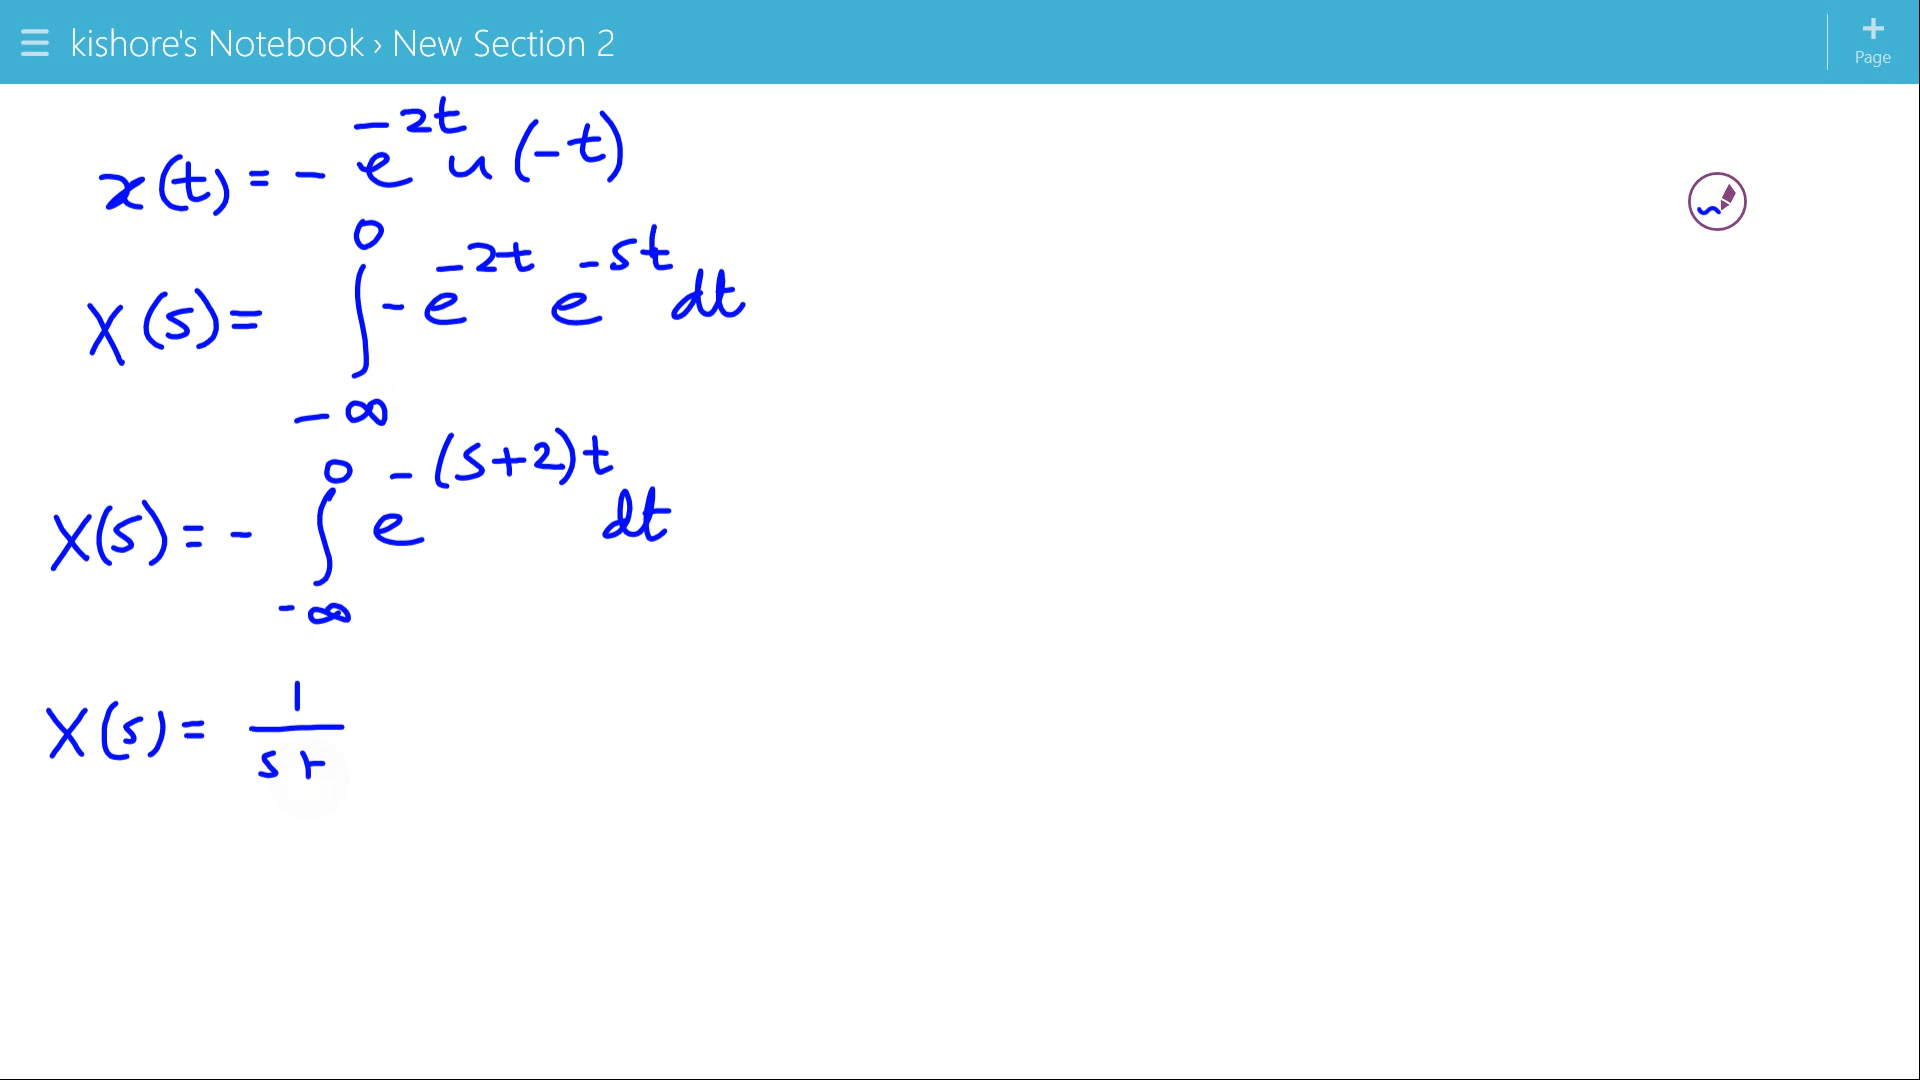 kishore's Notebook › New Section 2
+
Page
x(t) = - e^{-2t} u(-t)
X(s) = ∫_{-∞}^{0} - e^{-2t} e^{-st} dt
X(s) = - ∫_{-∞}^{0} e^{-(s+2)t} dt
X(s) = 1/(s+